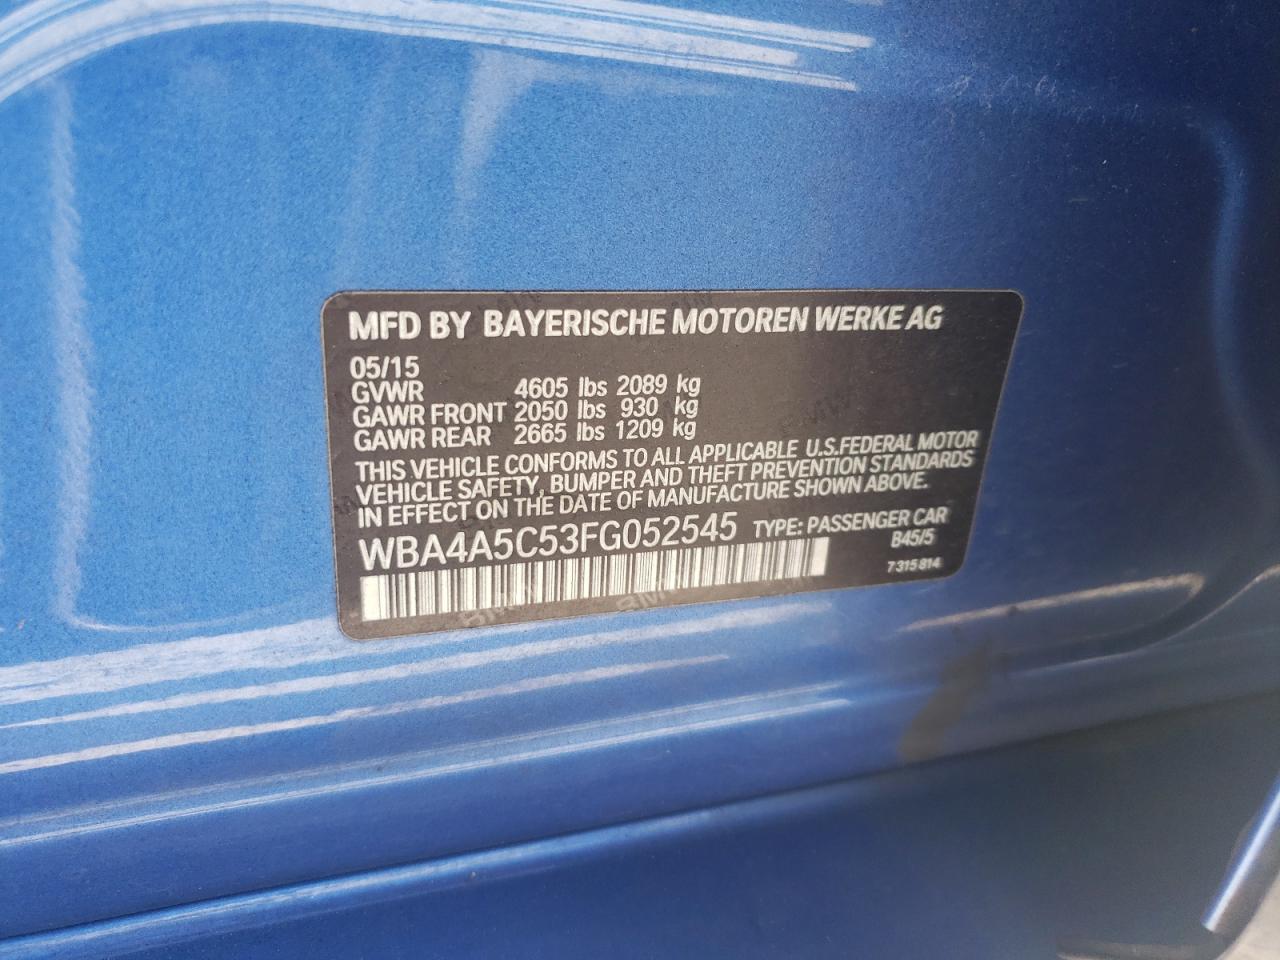 MFD BY BAYERISCHE MOTOREN WERKE AG
05/15
GVWR 4605 lbs 2089 kg
GAWR FRONT 2050 lbs 930 kg
GAWR REAR 2665 lbs 1209 kg
THIS VEHICLE CONFORMS TO ALL APPLICABLE U.S.FEDERAL MOTOR
VEHICLE SAFETY, BUMPER AND THEFT PREVENTION STANDARDS
IN EFFECT ON THE DATE OF MANUFACTURE SHOWN ABOVE.
WBA4A5C53FG052545 TYPE: PASSENGER CAR
B45/5
7 315 814